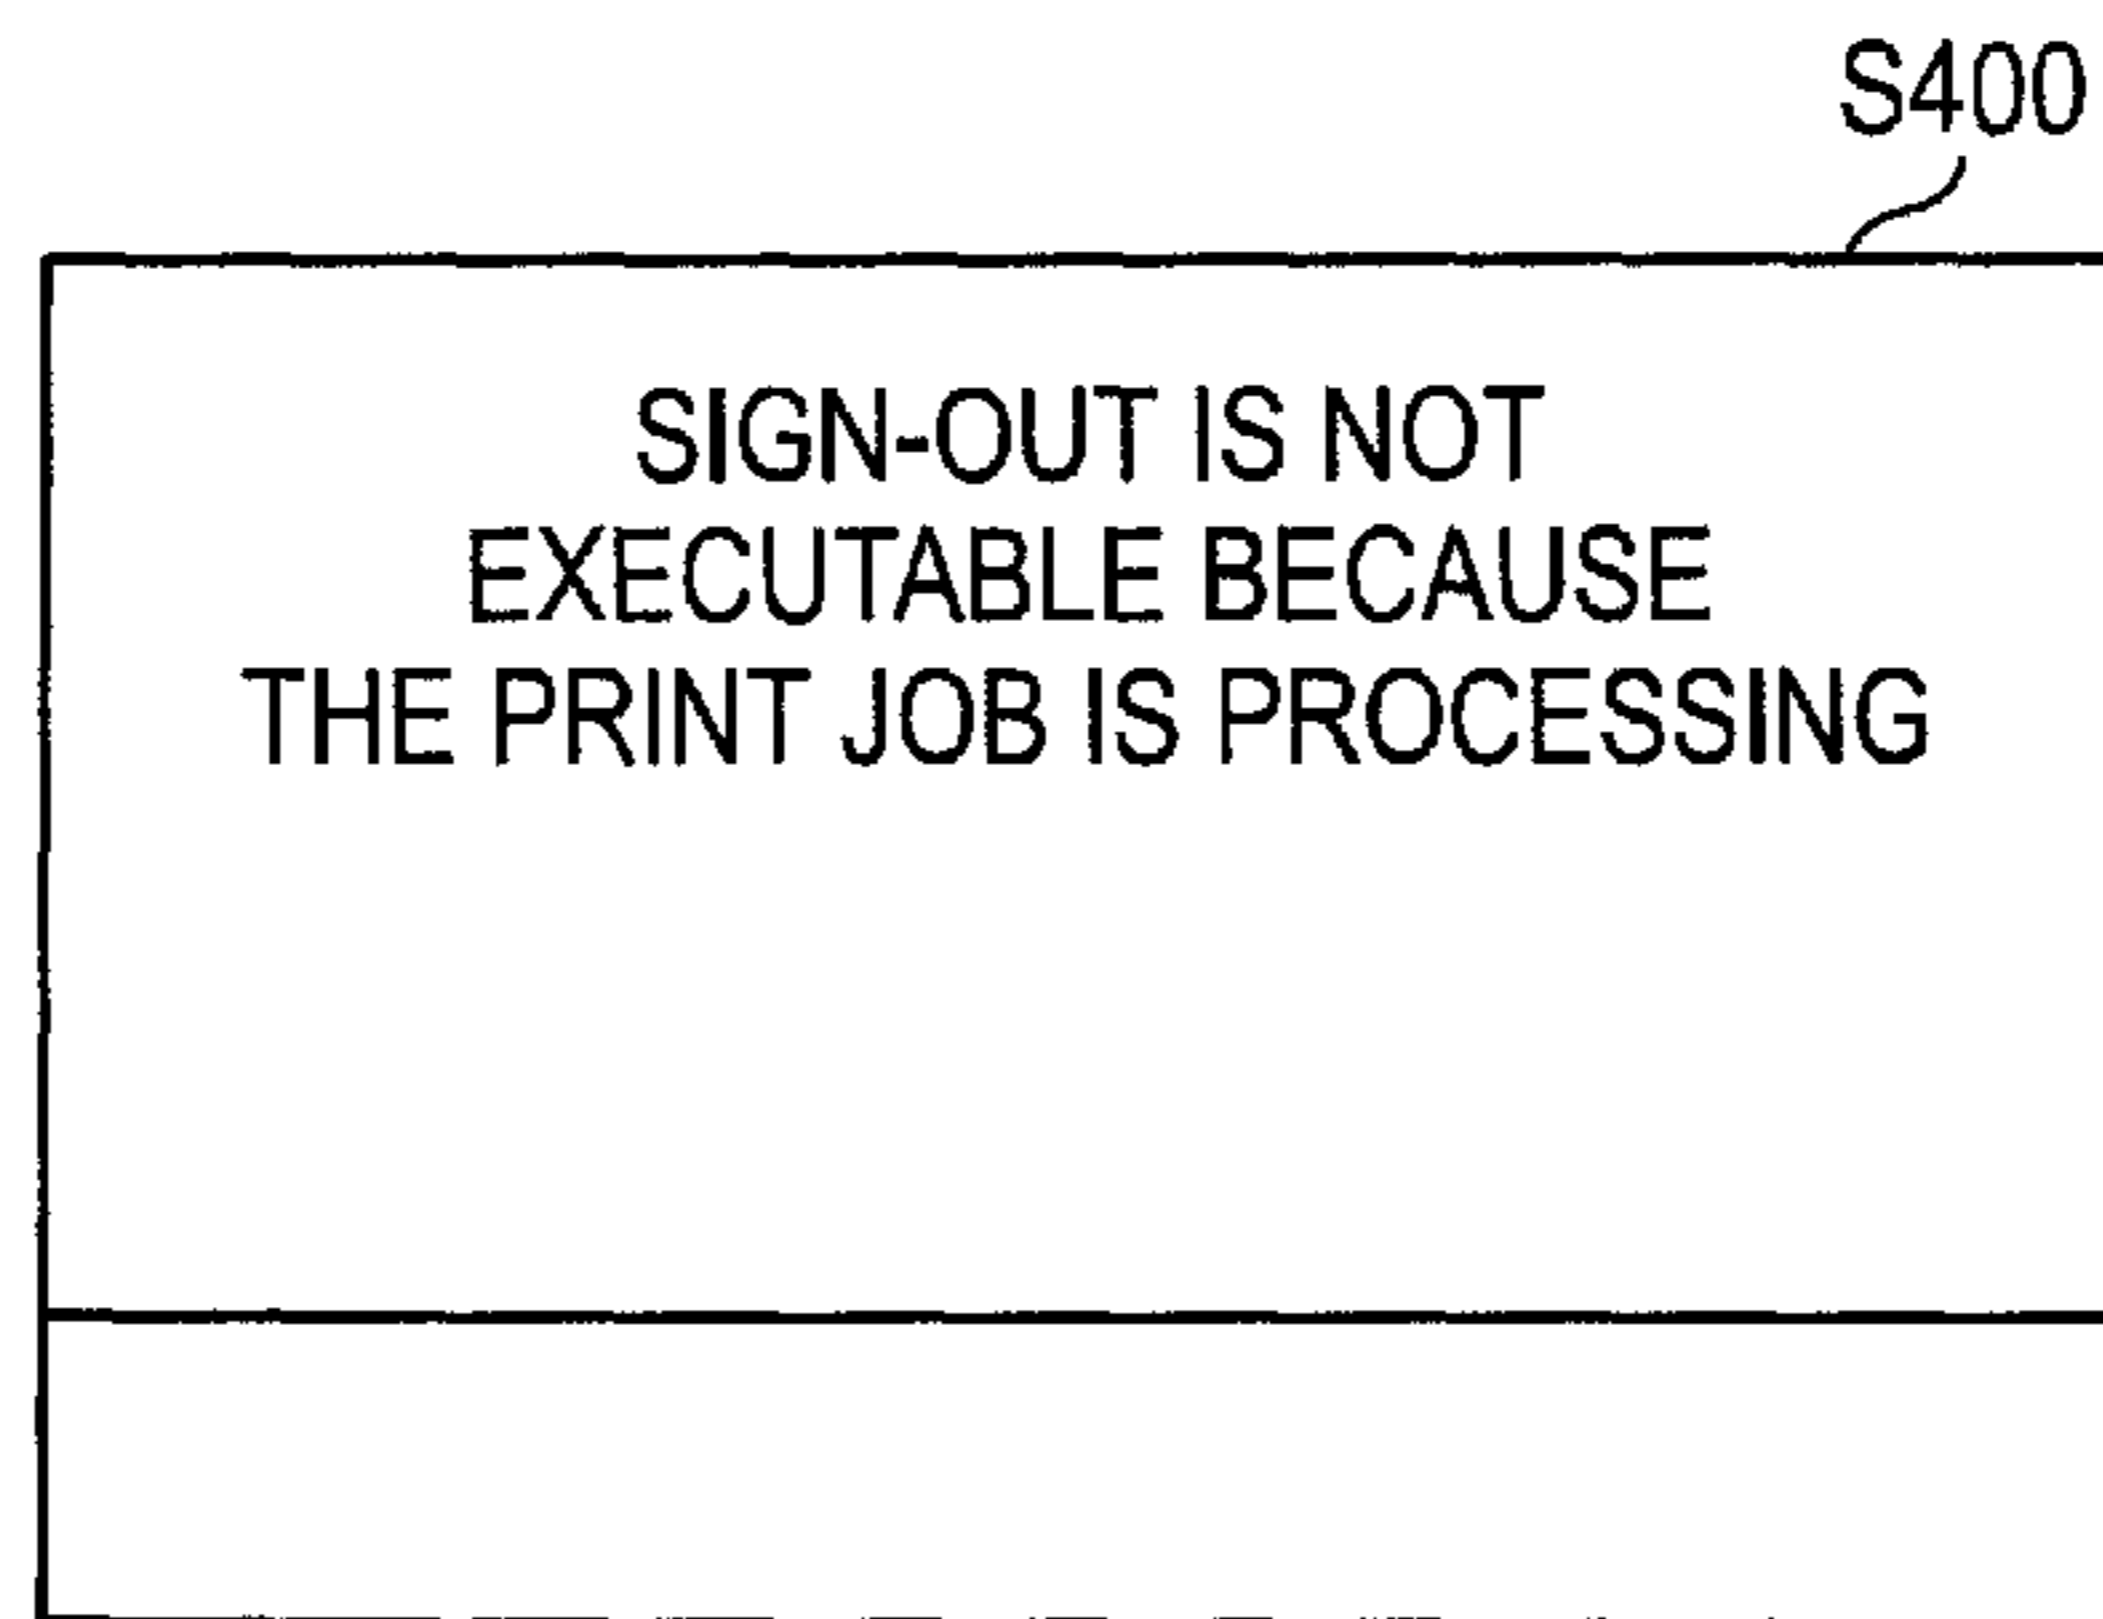 S400
SIGN-OUT IS NOT
EXECUTABLE BECAUSE
THE PRINT JOB IS PROCESSING